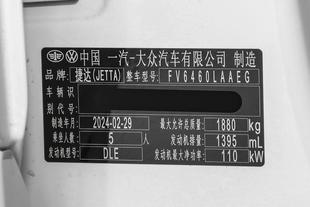 中国 一汽-大众汽车有限公司 制造
品牌: 捷达(JETTA) 整车型号: FV6460LAAEG
车辆识别代号:
制造年月: 2024-02-29 最大允许总质量: 1880 kg
乘坐人数: 5 人 发动机排量: 1395 mL
发动机型号: DLE 发动机最大净功率: 110 kW